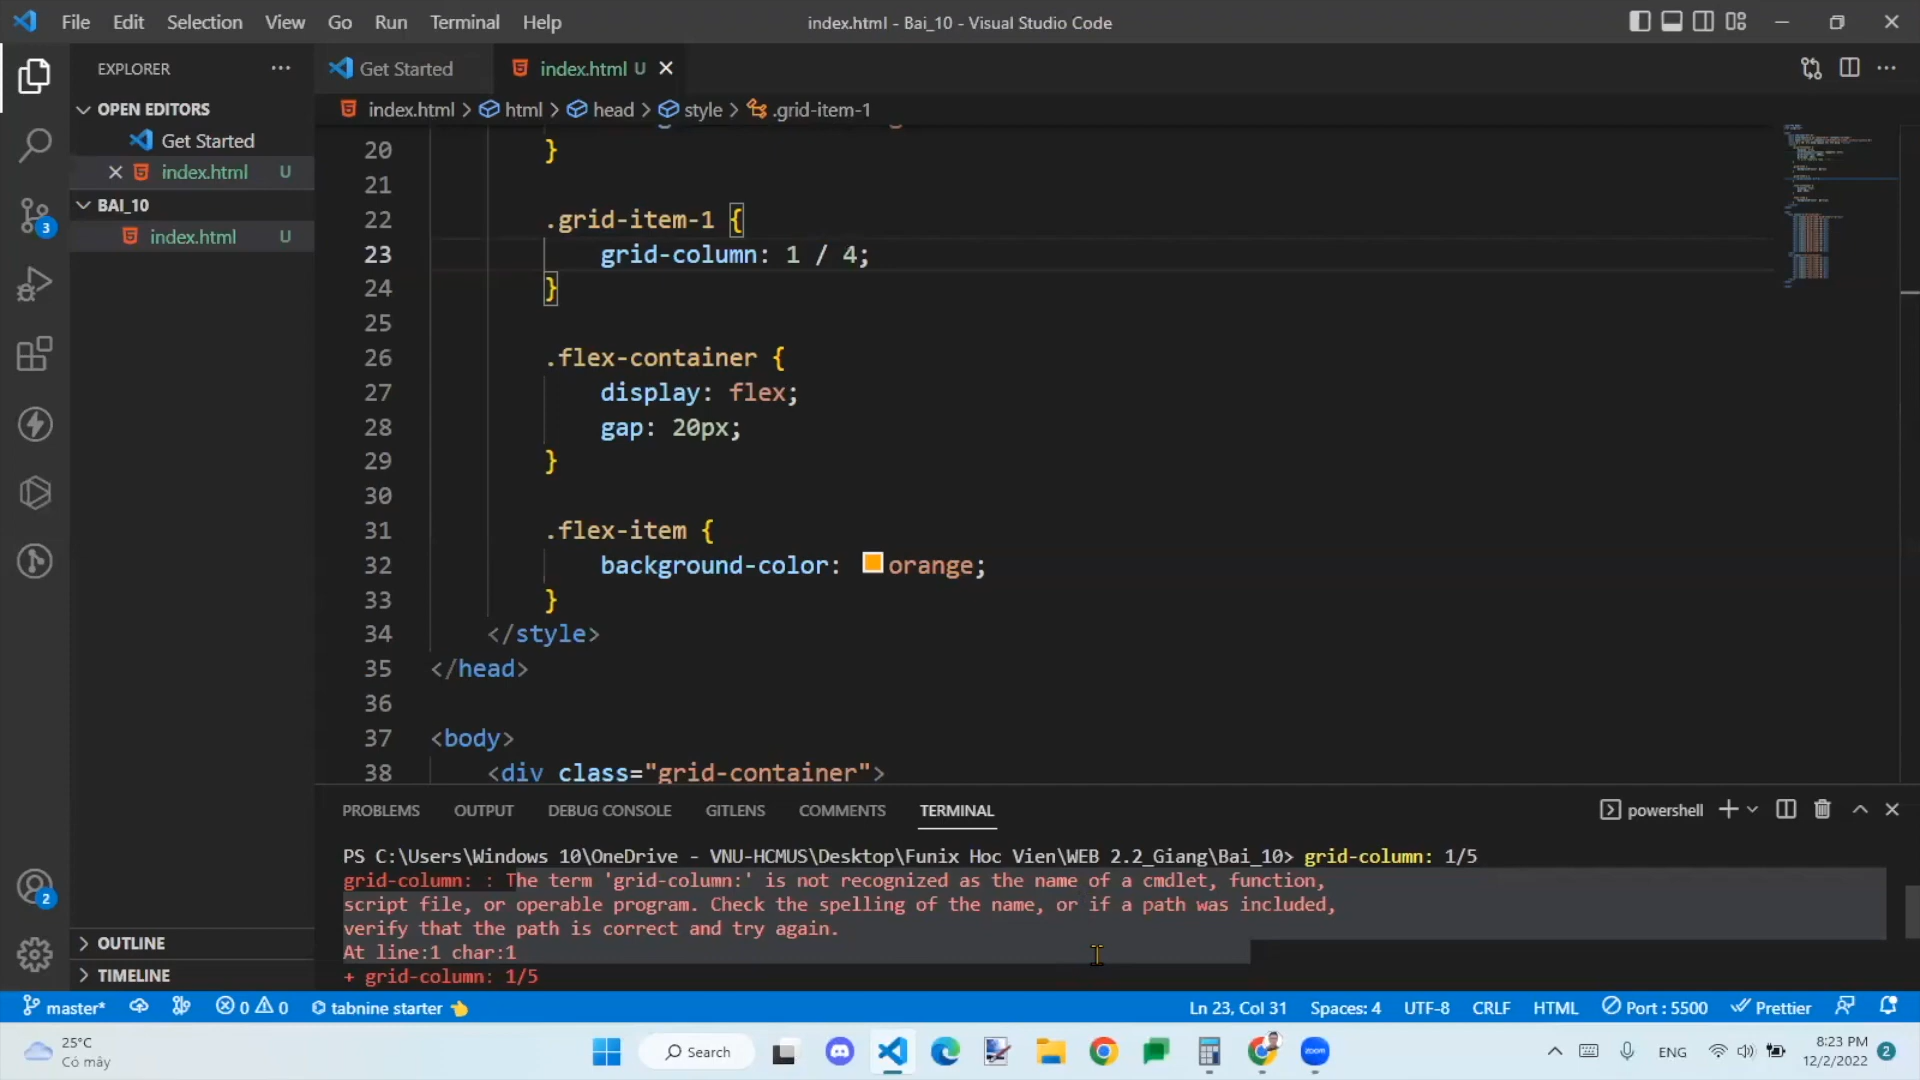 File Edit Selection View Go Run Terminal Help
index.html - Bai_10 - Visual Studio Code
EXPLORER
Get Started
index.html U
OPEN EDITORS
Get Started
index.html U
BAI_10
index.html U
index.html > html > head > style > .grid-item-1
20 }
21
22 .grid-item-1 {
23 grid-column: 1 / 4;
24 }
25
26 .flex-container {
27 display: flex;
28 gap: 20px;
29 }
30
31 .flex-item {
32 background-color: orange;
33 }
34 </style>
35 </head>
36
37 <body>
38 <div class="grid-container">
3
2
OUTLINE
TIMELINE
PROBLEMS OUTPUT DEBUG CONSOLE GITLENS COMMENTS TERMINAL
powershell
PS C:\Users\Windows 10\OneDrive - VNU-HCMUS\Desktop\Funix Hoc Vien\WEB 2.2_Giang\Bai_10> grid-column: 1/5
grid-column: : The term 'grid-column:' is not recognized as the name of a cmdlet, function,
script file, or operable program. Check the spelling of the name, or if a path was included,
verify that the path is correct and try again.
At line:1 char:1
+ grid-column: 1/5
master* 0 0 tabnine starter
Ln 23, Col 31 Spaces: 4 UTF-8 CRLF HTML Port : 5500 Prettier
25°C
Có mây
Search
zoom
ENG
8:23 PM
12/2/2022
2